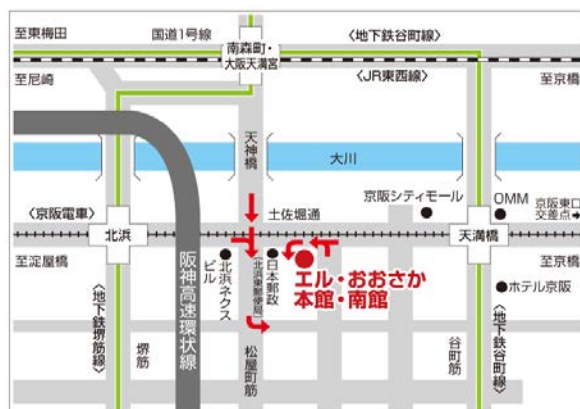 至東梅田
国道1号線
南森町・
大阪天満宮
〈地下鉄谷町線〉
〈JR東西線〉
至尼崎
至京橋
天神橋
大川
京阪シティモール
OMM
京阪東口
交差点
〈京阪電車〉
土佐堀通
北浜
天満橋
至淀屋橋
至京橋
阪神高速環状線
北浜ネクス
ビル
日本郵政
(北浜東郵便局)
エル・おおさか
本館・南館
ホテル京阪
〈地下鉄堺筋線〉
堺筋
松屋町筋
谷町筋
〈地下鉄谷町線〉